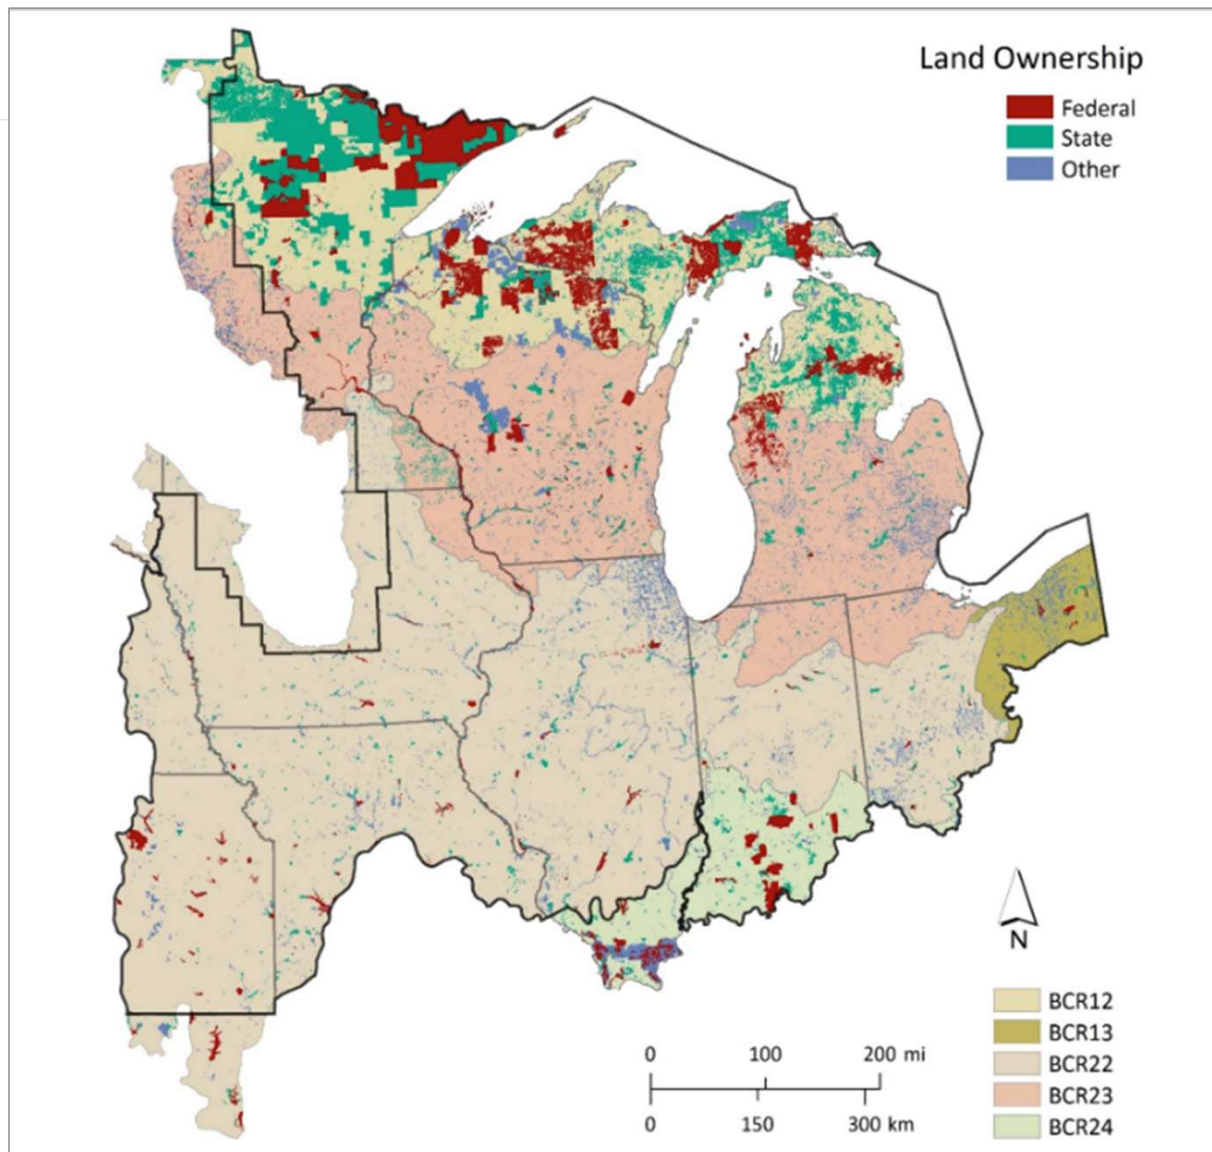 Land Ownership
Federal
State
Other
N
BCR12
BCR13
BCR22
BCR23
BCR24
0 100 200 mi
0 150 300 km